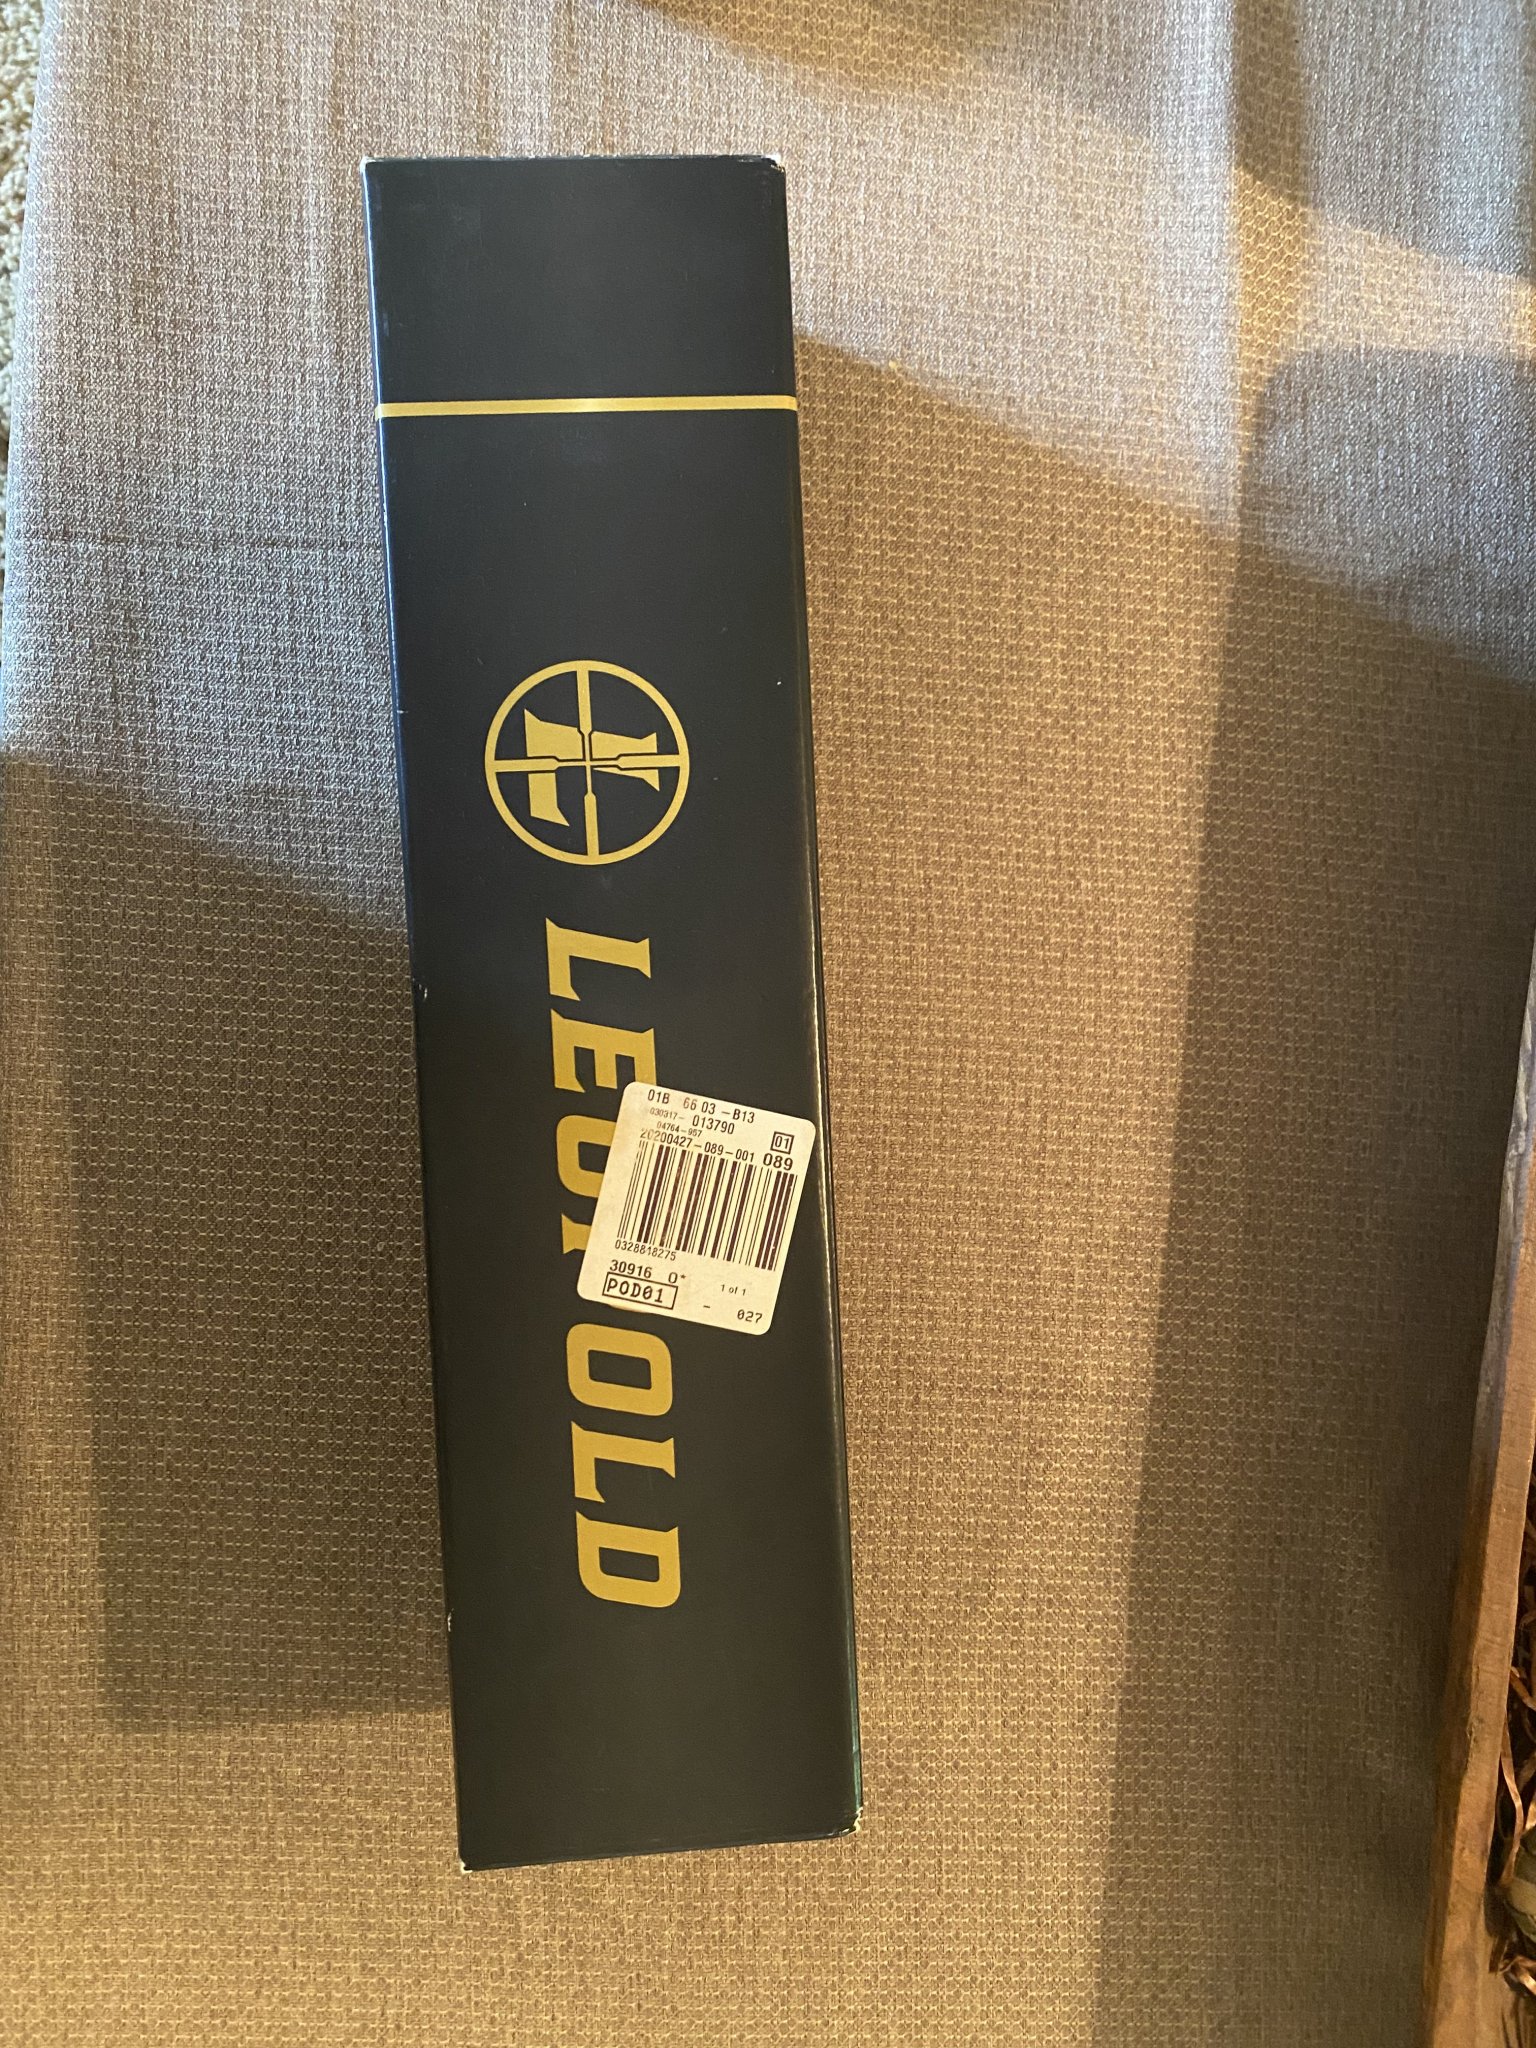 LEUPOLD
01B 66 03 -B13
030317- 013790
04764-957
01
20200427-089-001 089
0328818275
30916 0*
1 of 1
POD01
- 027